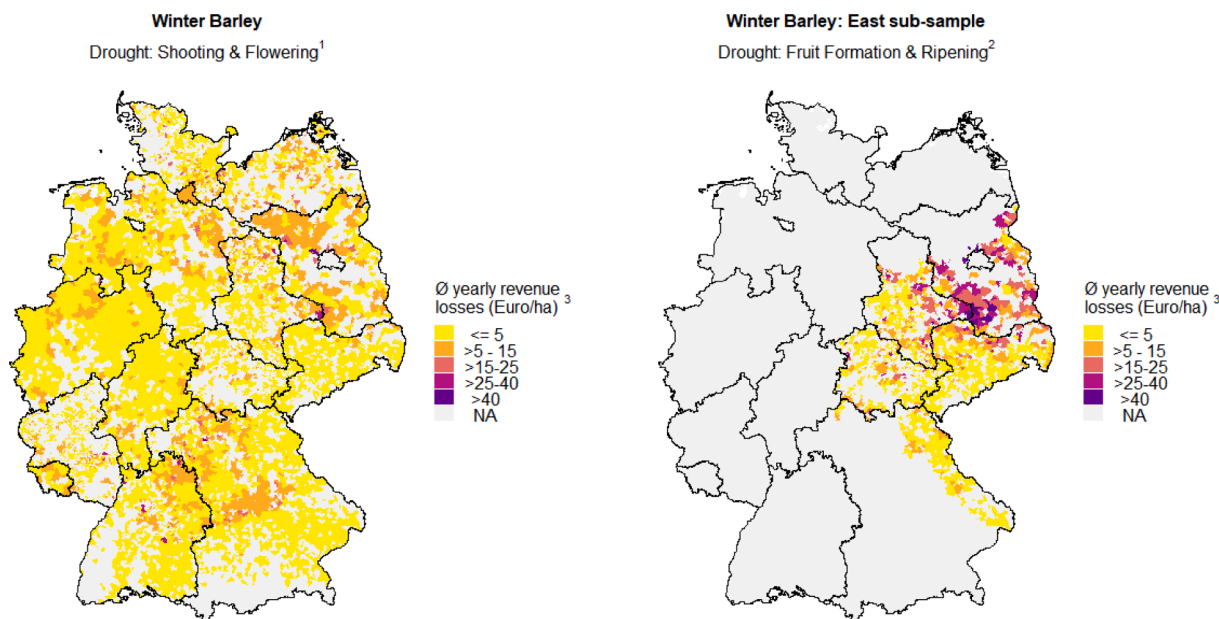 Winter Barley
Drought: Shooting & Flowering1
Ø yearly revenue
losses (Euro/ha) 3
<= 5
>5 - 15
>15-25
>25-40
>40
NA
Winter Barley: East sub-sample
Drought: Fruit Formation & Ripening2
Ø yearly revenue
losses (Euro/ha) 3
<= 5
>5 - 15
>15-25
>25-40
>40
NA